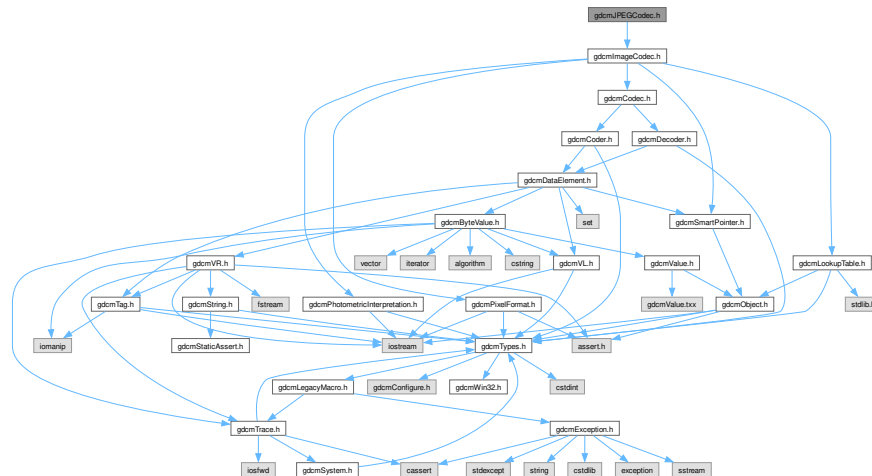 gdcmJPEGCodec.h
gdcmImageCodec.h
gdcmCodec.h
gdcmCoder.h
gdcmDecoder.h
gdcmDataElement.h
gdcmByteValue.h
set
gdcmSmartPointer.h
gdcmVR.h
vector
iterator
algorithm
cstring
gdcmVL.h
gdcmValue.h
gdcmLookupTable.h
gdcmTag.h
gdcmString.h
fstream
gdcmPhotometricInterpretation.h
gdcmPixelFormat.h
gdcmValue.txx
gdcmObject.h
stdlib.h
iomanip
gdcmStaticAssert.h
iostream
gdcmTypes.h
assert.h
gdcmLegacyMacro.h
gdcmConfigure.h
gdcmWin32.h
cstdint
gdcmTrace.h
gdcmException.h
iosfwd
gdcmSystem.h
cassert
stdexcept
string
cstdlib
exception
sstream